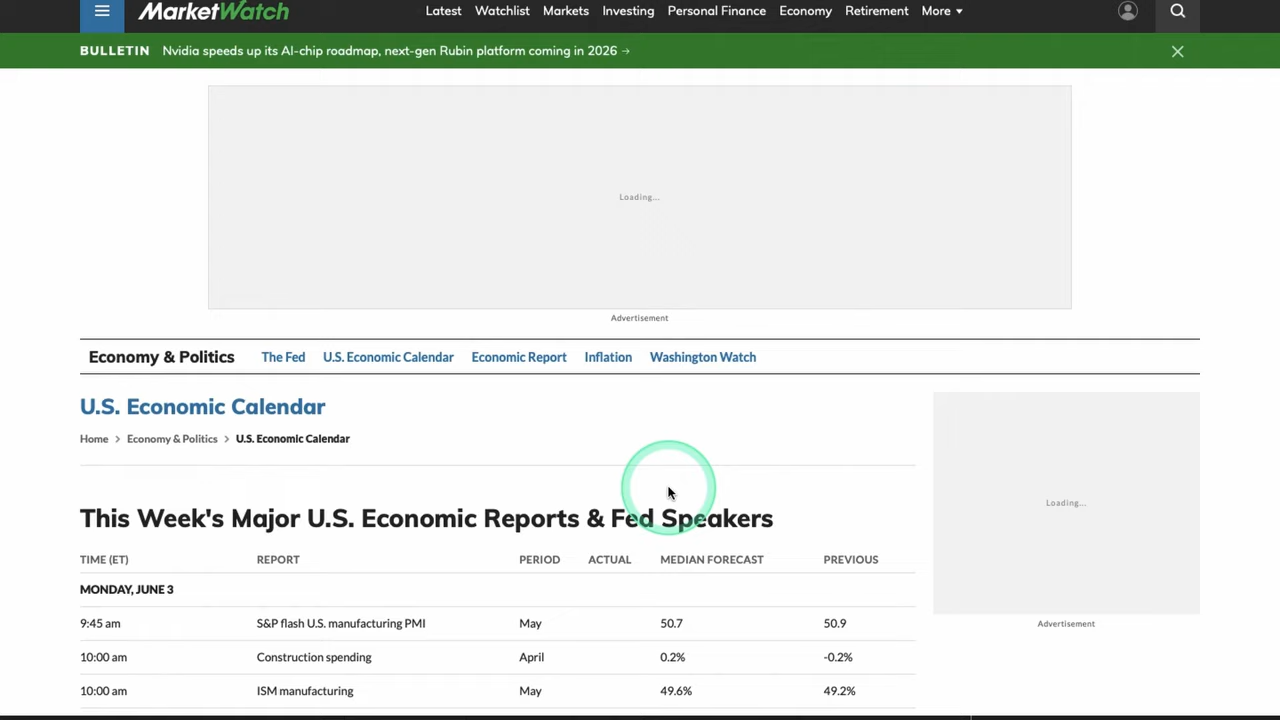 MarketWatch Latest Watchlist Markets Investing Personal Finance Economy Retirement More
BULLETIN Nvidia speeds up its AI-chip roadmap, next-gen Rubin platform coming in 2026 →
Loading...
Advertisement
Economy & Politics The Fed U.S. Economic Calendar Economic Report Inflation Washington Watch
U.S. Economic Calendar
Home > Economy & Politics > U.S. Economic Calendar
Loading...
This Week's Major U.S. Economic Reports & Fed Speakers
TIME (ET) REPORT PERIOD ACTUAL MEDIAN FORECAST PREVIOUS
MONDAY, JUNE 3
9:45 am S&P flash U.S. manufacturing PMI May 50.7 50.9
Advertisement
10:00 am Construction spending April 0.2% -0.2%
10:00 am ISM manufacturing May 49.6% 49.2%